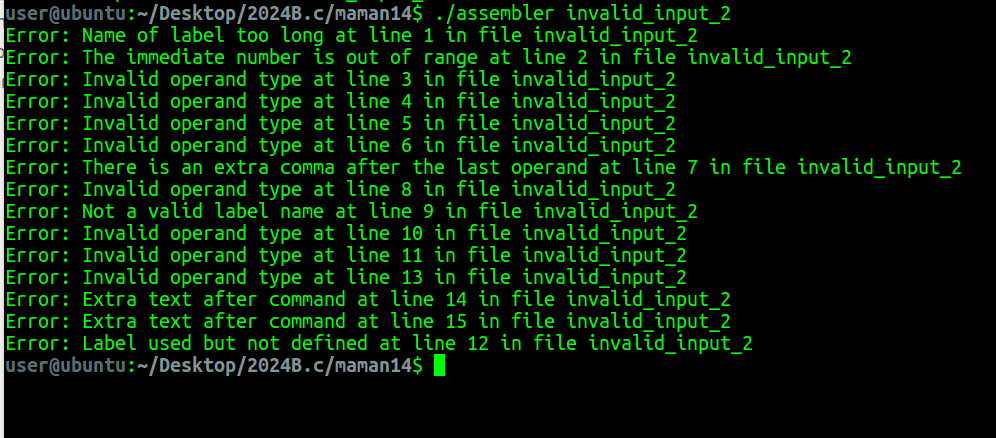 user@ubuntu:~/Desktop/2024B.c/maman14$ ./assembler invalid_input_2
Error: Name of label too long at line 1 in file invalid_input_2
Error: The immediate number is out of range at line 2 in file invalid_input_2
Error: Invalid operand type at line 3 in file invalid_input_2
Error: Invalid operand type at line 4 in file invalid_input_2
Error: Invalid operand type at line 5 in file invalid_input_2
Error: Invalid operand type at line 6 in file invalid_input_2
Error: There is an extra comma after the last operand at line 7 in file invalid_input_2
Error: Invalid operand type at line 8 in file invalid_input_2
Error: Not a valid label name at line 9 in file invalid_input_2
Error: Invalid operand type at line 10 in file invalid_input_2
Error: Invalid operand type at line 11 in file invalid_input_2
Error: Invalid operand type at line 13 in file invalid_input_2
Error: Extra text after command at line 14 in file invalid_input_2
Error: Extra text after command at line 15 in file invalid_input_2
Error: Label used but not defined at line 12 in file invalid_input_2
user@ubuntu:~/Desktop/2024B.c/maman14$